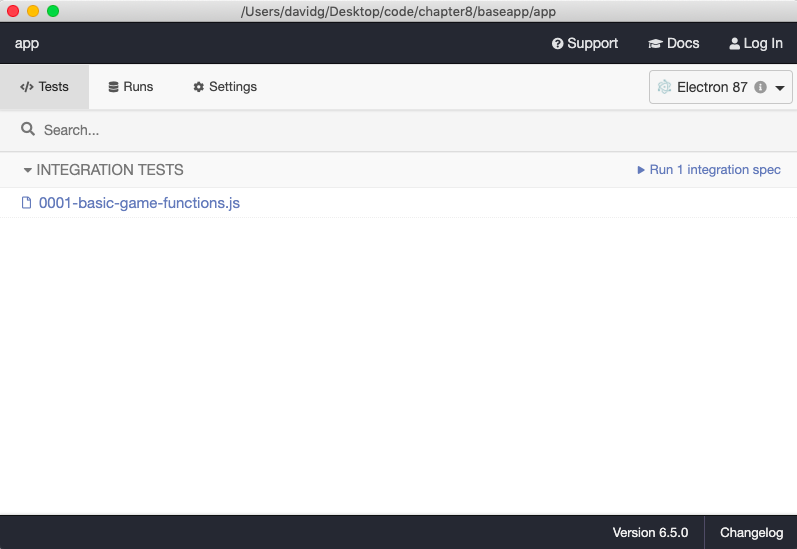 /Users/davidg/Desktop/code/chapter8/baseapp/app
app Support Docs Log In
Tests Runs Settings Electron 87
Search...
INTEGRATION TESTS Run 1 integration spec
0001-basic-game-functions.js
Version 6.5.0 Changelog